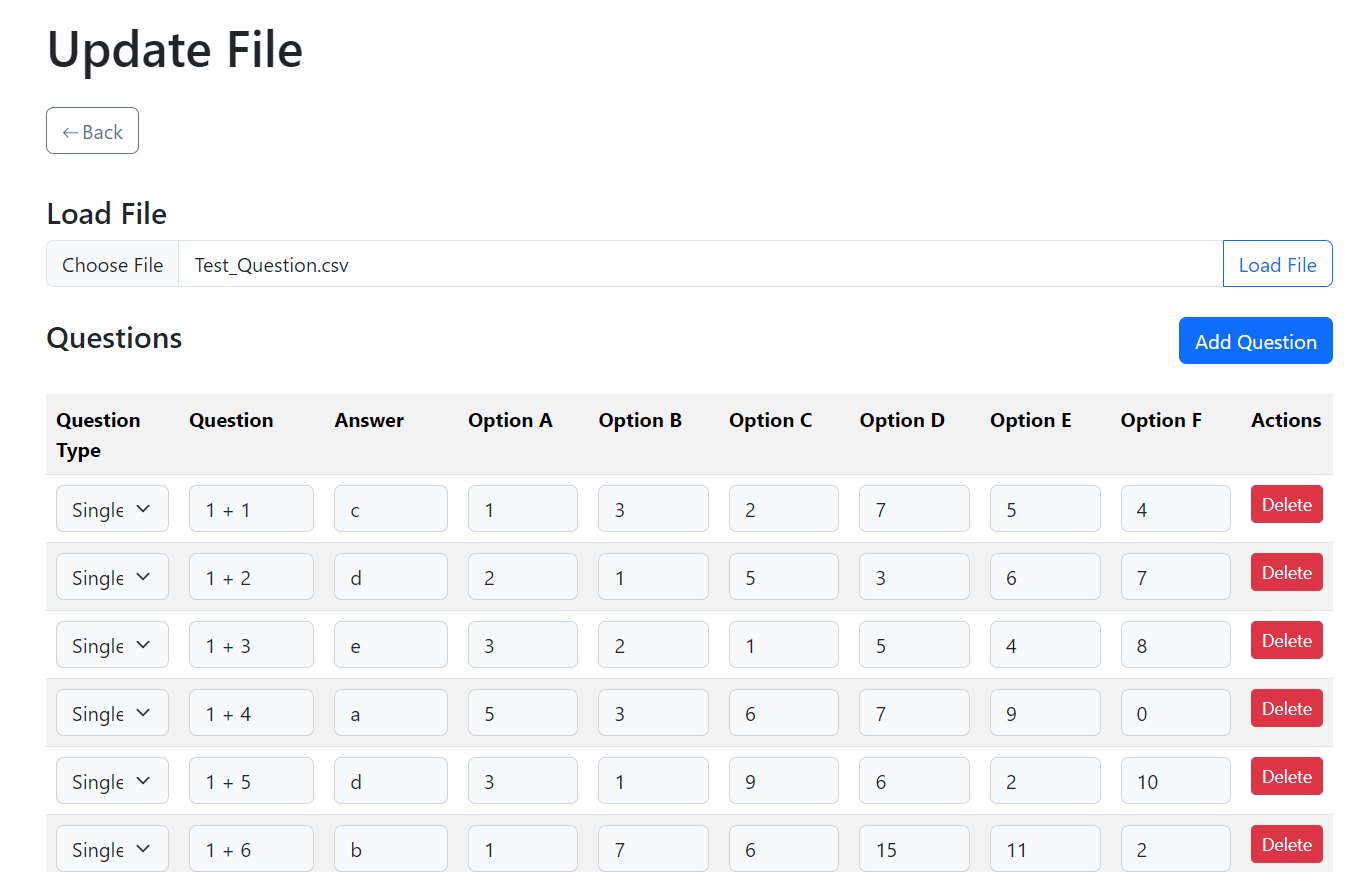 Update File
←Back
Load File
Choose File Test_Question.csv Load File
Questions Add Question
Question Type Question Answer Option A Option B Option C Option D Option E Option F Actions
Single 1 + 1 c 1 3 2 7 5 4 Delete
Single 1 + 2 d 2 1 5 3 6 7 Delete
Single 1 + 3 e 3 2 1 5 4 8 Delete
Single 1 + 4 a 5 3 6 7 9 0 Delete
Single 1 + 5 d 3 1 9 6 2 10 Delete
Single 1 + 6 b 1 7 6 15 11 2 Delete